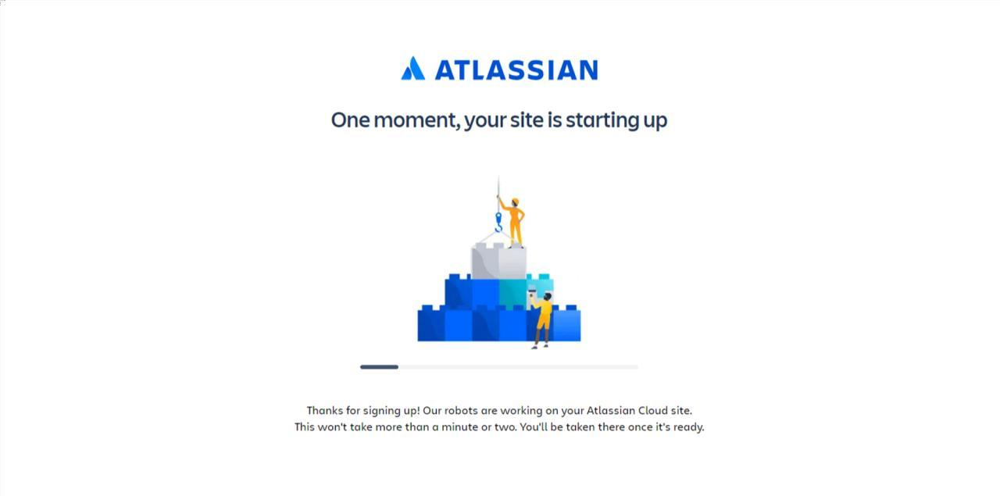 ATLASSIAN
One moment, your site is starting up
Thanks for signing up! Our robots are working on your Atlassian Cloud site.
This won't take more than a minute or two. You'll be taken there once it's ready.